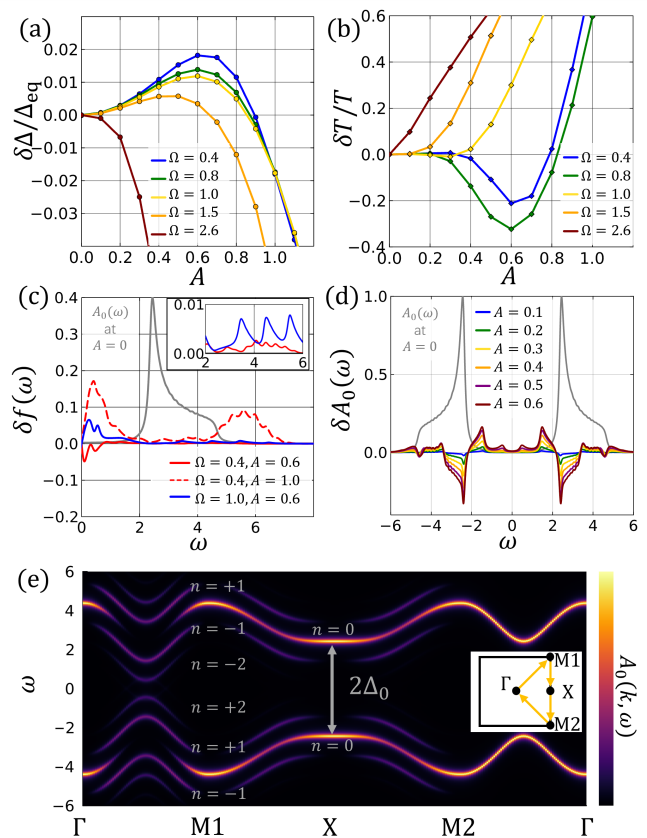 (a)
δΔ/Δeq
0.02
-0.01
0.00
-0.01
-0.02
-0.03
Ω = 0.4
Ω = 0.8
Ω = 1.0
Ω = 1.5
Ω = 2.6
0.0 0.2 0.4 0.6 0.8 1.0
A
(b)
δT/T
0.6
0.4
0.2
0.0
-0.2
-0.4
Ω = 0.4
Ω = 0.8
Ω = 1.0
Ω = 1.5
Ω = 2.6
0.0 0.2 0.4 0.6 0.8 1.0
A
(c)
δf(ω)
0.4
0.3
0.2
0.1
0.0
-0.1
-0.2
A₀(ω)
at
A = 0
0.01
0.00
2 3 4 5 6
Ω = 0.4, A = 0.6
Ω = 0.4, A = 1.0
Ω = 1.0, A = 0.6
0 2 4 6
ω
(d)
δA₀(ω)
1.0
0.5
0.0
A₀(ω)
at
A = 0
A = 0.1
A = 0.2
A = 0.3
A = 0.4
A = 0.5
A = 0.6
−6 −4 −2 0 2 4 6
ω
(e)
ω
6
4
2
0
−2
−4
−6
n = +1
n = −1
n = −2
n = +2
n = +1
n = −1
n = 0
2Δ₀
n = 0
M1
Γ
X
M2
Γ M1 X M2 Γ
A₀(k,ω)